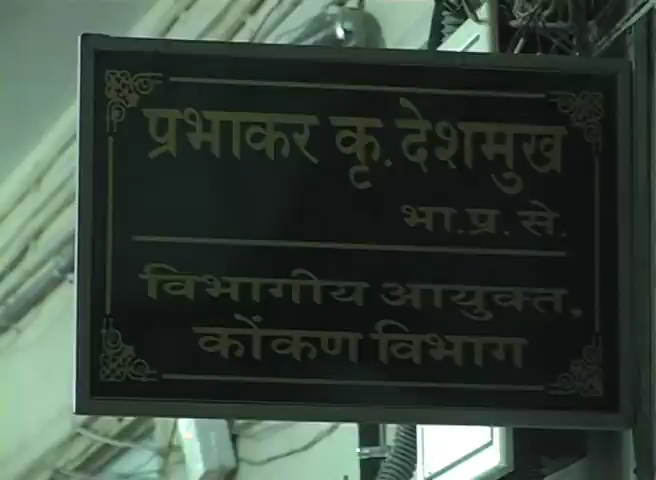 प्रभाकर कृ. देशमुख
भा.प्र. से.
विभागीय आयुक्त,
कोंकण विभाग